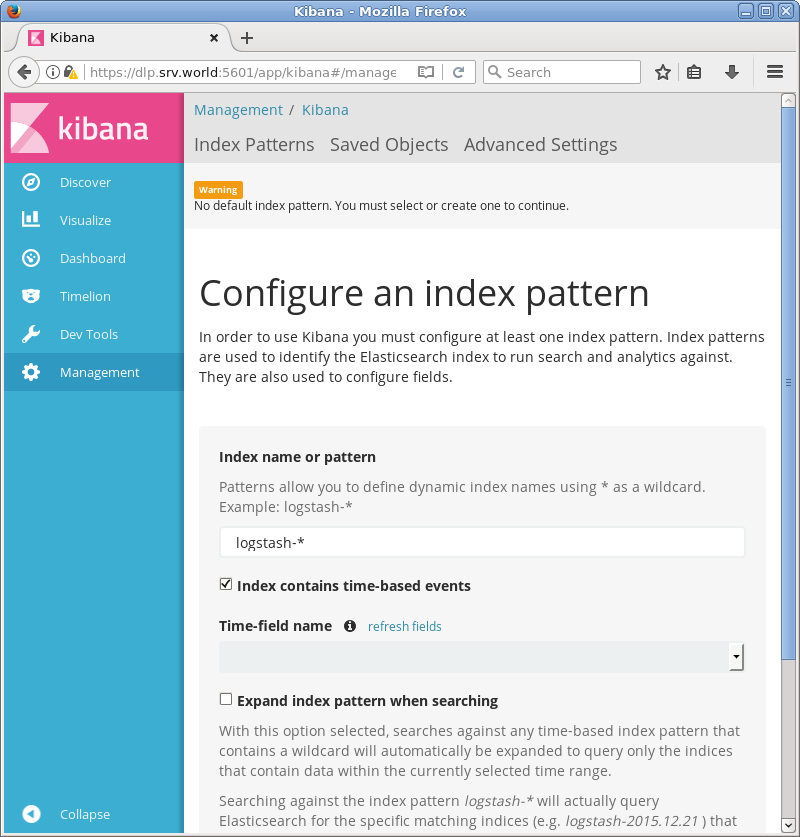 Kibana - Mozilla Firefox
Kibana
https://dlp.srv.world:5601/app/kibana#/manage
Search
kibana
Management / Kibana
Index Patterns Saved Objects Advanced Settings
Discover
Visualize
Dashboard
Timelion
Dev Tools
Management
Collapse
Warning
No default index pattern. You must select or create one to continue.
Configure an index pattern
In order to use Kibana you must configure at least one index pattern. Index patterns
are used to identify the Elasticsearch index to run search and analytics against.
They are also used to configure fields.
Index name or pattern
Patterns allow you to define dynamic index names using * as a wildcard.
Example: logstash-*
logstash-*
Index contains time-based events
Time-field name refresh fields
Expand index pattern when searching
With this option selected, searches against any time-based index pattern that
contains a wildcard will automatically be expanded to query only the indices
that contain data within the currently selected time range.
Searching against the index pattern logstash-* will actually query
Elasticsearch for the specific matching indices (e.g. logstash-2015.12.21 ) that